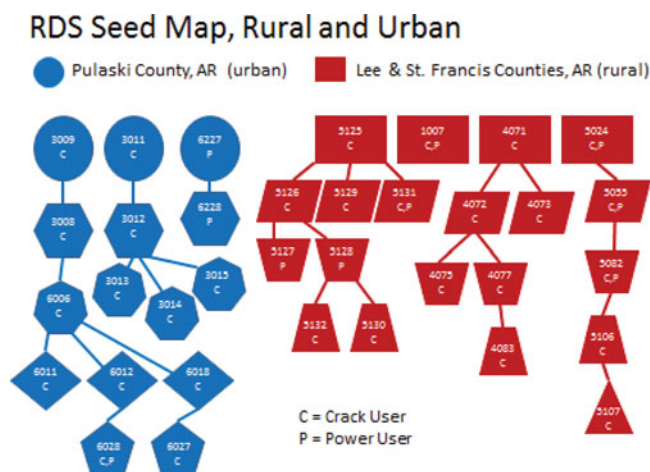 RDS Seed Map, Rural and Urban
Pulaski County, AR (urban)
Lee & St. Francis Counties, AR (rural)
3009
C
3011
C
6227
P
5125
C
1007
C,P
4071
C
5024
C,P
3008
C
3012
C
6228
P
5126
C
5129
C
5131
C,P
4072
C
4073
C
5055
C,P
6006
C
3013
C
3014
C
3015
C
5127
P
5128
P
4075
C
4077
C
5082
C,P
6011
C
6012
C
6018
C
5132
C
5130
C
4083
C
5106
C
6028
C,P
6027
C
5107
C
C = Crack User
P = Power User